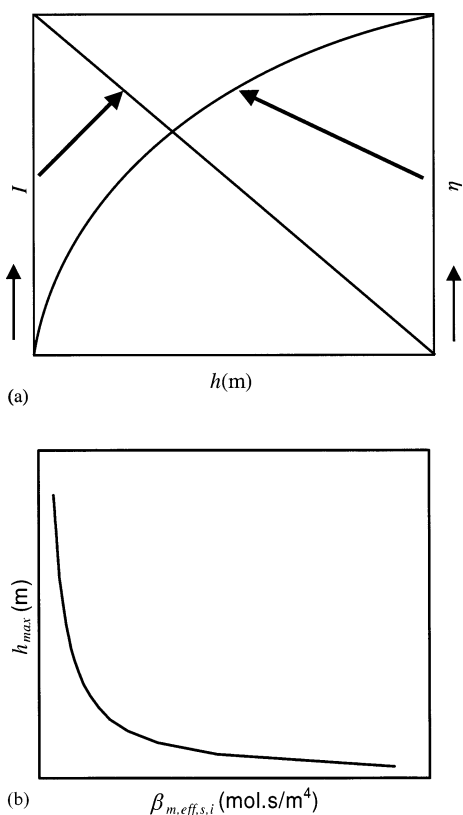 I
η
h(m)
(a)
h_max (m)
(b)
β_m,eff,s,i (mol.s/m⁴)